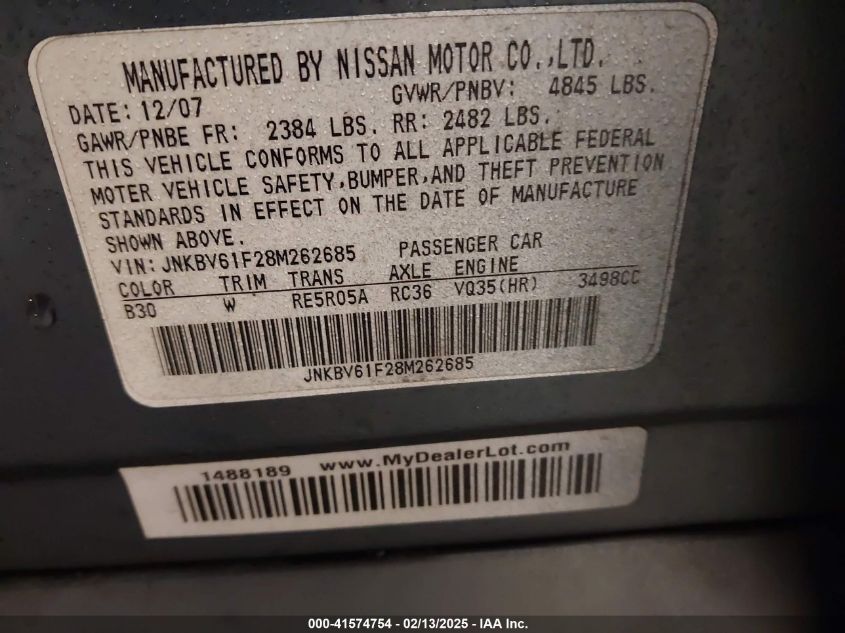 MANUFACTURED BY NISSAN MOTOR CO.,LTD.
DATE: 12/07 GVWR/PNBV: 4845 LBS.
GAWR/PNBE FR: 2384 LBS. RR: 2482 LBS.
THIS VEHICLE CONFORMS TO ALL APPLICABLE FEDERAL
MOTER VEHICLE SAFETY,BUMPER,AND THEFT PREVENTION
STANDARDS IN EFFECT ON THE DATE OF MANUFACTURE
SHOWN ABOVE.
VIN: JNKBV61F28M262685 PASSENGER CAR
COLOR TRIM TRANS AXLE ENGINE
B30 W RE5R05A RC36 VQ35(HR) 3498CC
JNKBV61F28M262685
1488189 www.MyDealerLot.com
000-41574754 - 02/13/2025 - IAA Inc.